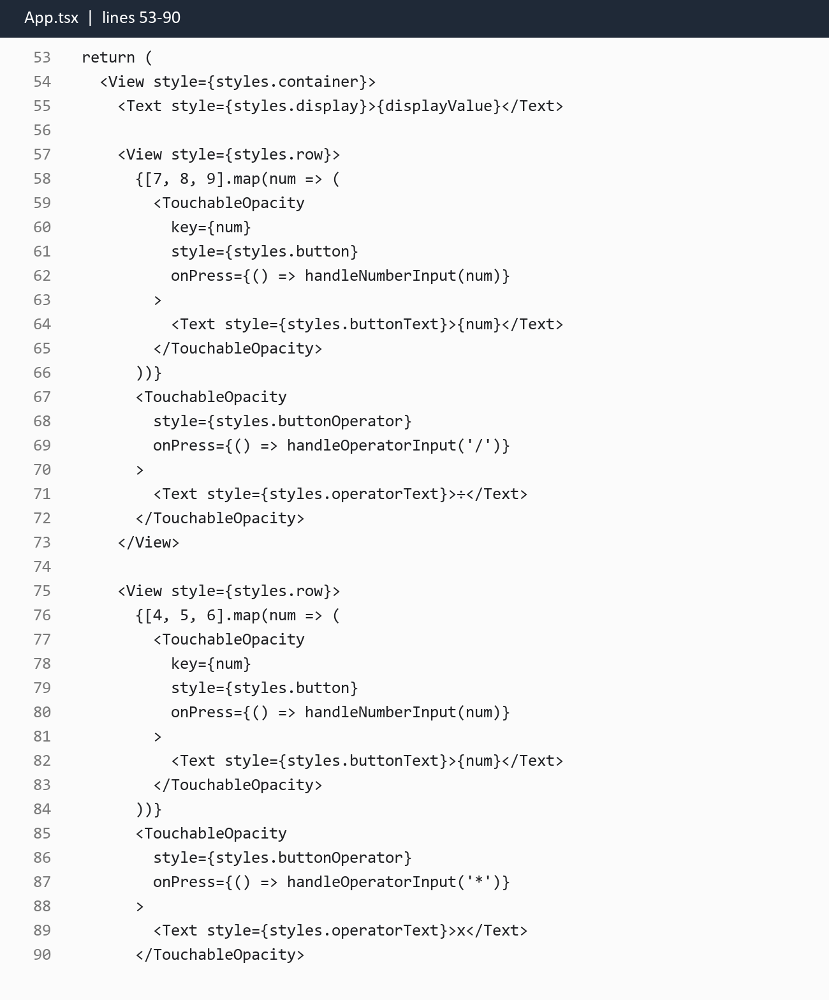 App.tsx | lines 53-90
53 return (
54 <View style={styles.container}>
55 <Text style={styles.display}>{displayValue}</Text>
56
57 <View style={styles.row}>
58 {[7, 8, 9].map(num => (
59 <TouchableOpacity
60 key={num}
61 style={styles.button}
62 onPress={() => handleNumberInput(num)}
63 >
64 <Text style={styles.buttonText}>{num}</Text>
65 </TouchableOpacity>
66 ))}
67 <TouchableOpacity
68 style={styles.buttonOperator}
69 onPress={() => handleOperatorInput('/')}
70 >
71 <Text style={styles.operatorText}>÷</Text>
72 </TouchableOpacity>
73 </View>
74
75 <View style={styles.row}>
76 {[4, 5, 6].map(num => (
77 <TouchableOpacity
78 key={num}
79 style={styles.button}
80 onPress={() => handleNumberInput(num)}
81 >
82 <Text style={styles.buttonText}>{num}</Text>
83 </TouchableOpacity>
84 ))}
85 <TouchableOpacity
86 style={styles.buttonOperator}
87 onPress={() => handleOperatorInput('*')}
88 >
89 <Text style={styles.operatorText}>x</Text>
90 </TouchableOpacity>